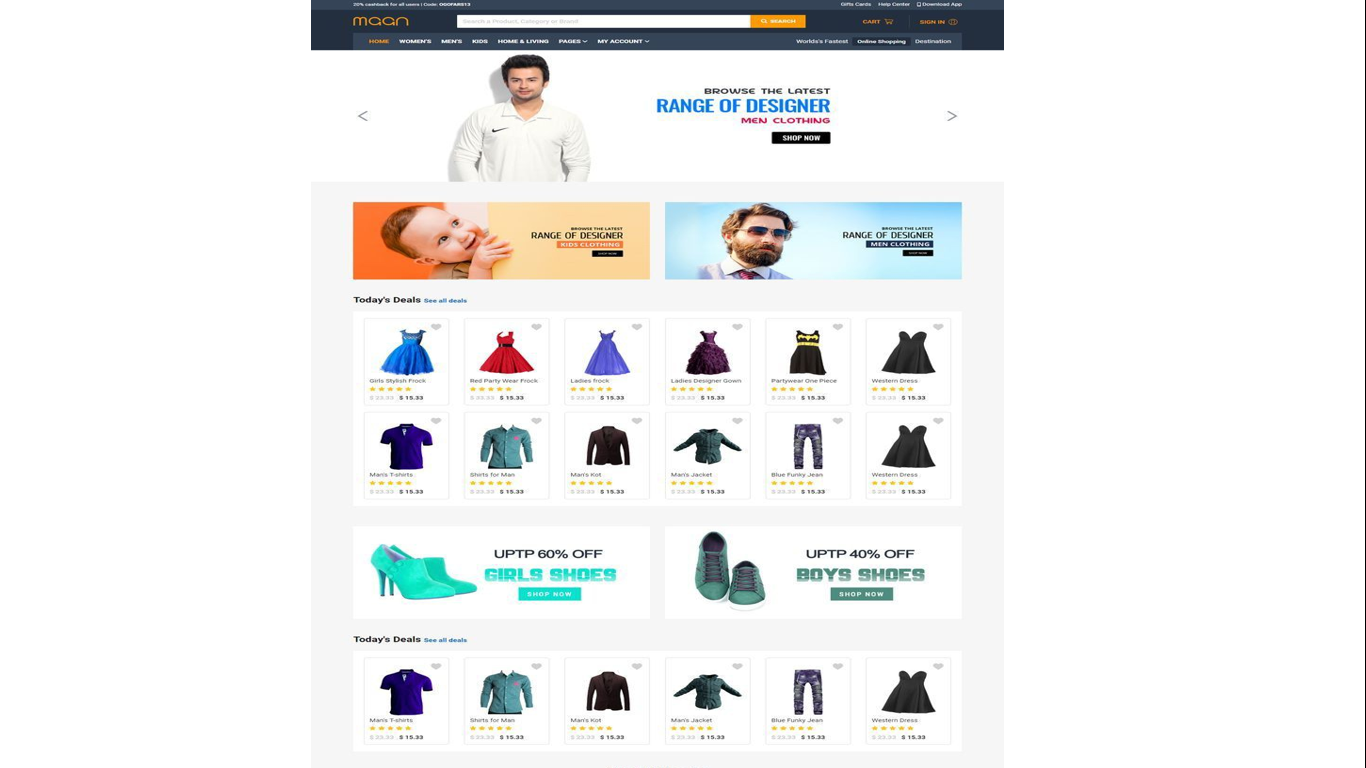 20% cashback for all users | Code: OGOFARS13
Gifts Cards Help Center Download App
maan
Search a Product, Category or Brand
SEARCH
CART
SIGN IN
HOME WOMEN'S MEN'S KIDS HOME & LIVING PAGES MY ACCOUNT
Worlds's Fastest Online Shopping Destination
BROWSE THE LATEST
RANGE OF DESIGNER
MEN CLOTHING
SHOP NOW
BROWSE THE LATEST
RANGE OF DESIGNER
KIDS CLOTHING
SHOP NOW
BROWSE THE LATEST
RANGE OF DESIGNER
MEN CLOTHING
SHOP NOW
Today's Deals See all deals
Girls Stylish Frock
$ 23.33 $ 15.33
Red Party Wear Frock
$ 23.33 $ 15.33
Ladies frock
$ 23.33 $ 15.33
Ladies Designer Gown
$ 23.33 $ 15.33
Partywear One Piece
$ 23.33 $ 15.33
Western Dress
$ 23.33 $ 15.33
Man's T-shirts
$ 23.33 $ 15.33
Shirts for Man
$ 23.33 $ 15.33
Man's Kot
$ 23.33 $ 15.33
Man's Jacket
$ 23.33 $ 15.33
Blue Funky Jean
$ 23.33 $ 15.33
Western Dress
$ 23.33 $ 15.33
UPTP 60% OFF
GIRLS SHOES
SHOP NOW
UPTP 40% OFF
BOYS SHOES
SHOP NOW
Today's Deals See all deals
Man's T-shirts
$ 23.33 $ 15.33
Shirts for Man
$ 23.33 $ 15.33
Man's Kot
$ 23.33 $ 15.33
Man's Jacket
$ 23.33 $ 15.33
Blue Funky Jean
$ 23.33 $ 15.33
Western Dress
$ 23.33 $ 15.33